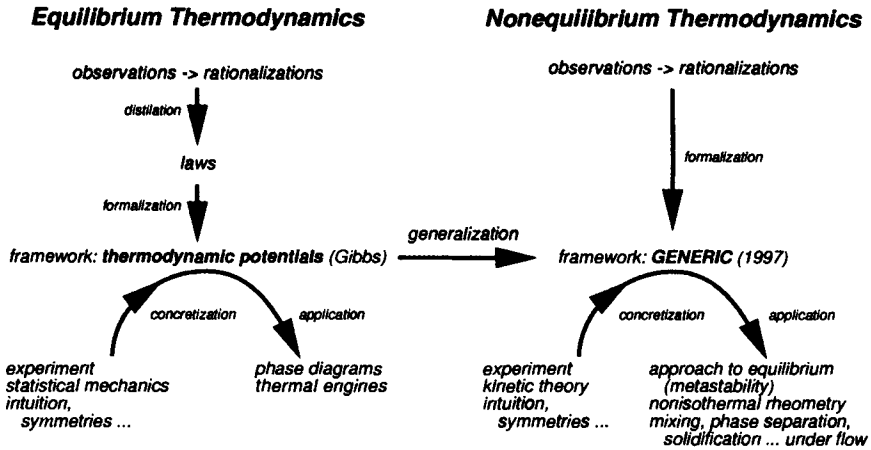 Equilibrium Thermodynamics
observations -> rationalizations
distilation
laws
formalization
framework: thermodynamic potentials (Gibbs)
concretization
application
experiment
statistical mechanics
intuition,
symmetries ...
phase diagrams
thermal engines
generalization
Nonequilibrium Thermodynamics
observations -> rationalizations
formalization
framework: GENERIC (1997)
concretization
application
experiment
kinetic theory
intuition,
symmetries ...
approach to equilibrium
(metastability)
nonisothermal rheometry
mixing, phase separation,
solidification ... under flow